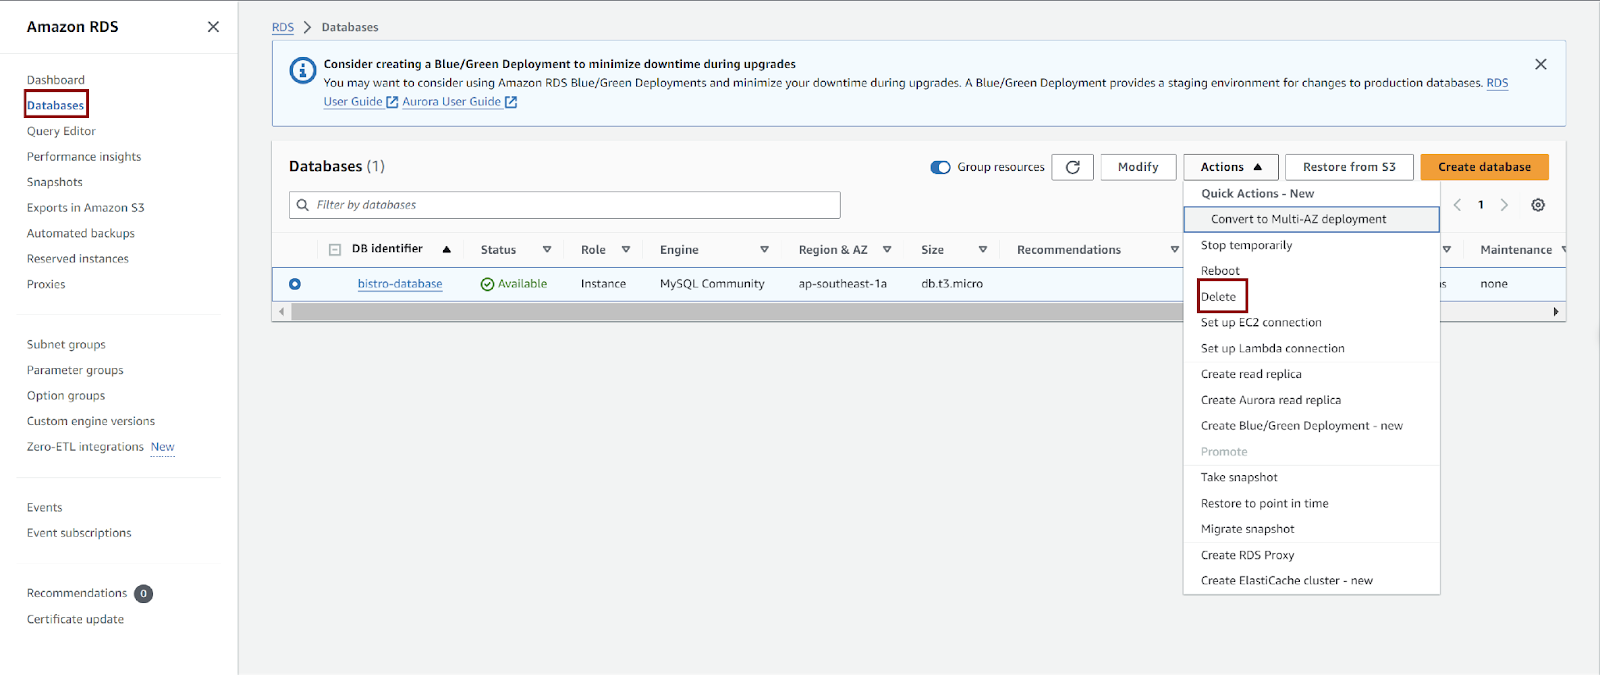 Amazon RDS
Dashboard
Databases
Query Editor
Performance insights
Snapshots
Exports in Amazon S3
Automated backups
Reserved instances
Proxies
Subnet groups
Parameter groups
Option groups
Custom engine versions
Zero-ETL integrations New
Events
Event subscriptions
Recommendations 0
Certificate update
RDS > Databases
Consider creating a Blue/Green Deployment to minimize downtime during upgrades
You may want to consider using Amazon RDS Blue/Green Deployments and minimize your downtime during upgrades. A Blue/Green Deployment provides a staging environment for changes to production databases. RDS
User Guide Aurora User Guide
Databases (1)
Group resources
Modify
Actions
Restore from S3
Create database
Filter by databases
1
DB identifier Status Role Engine Region & AZ Size Recommendations Maintenance
bistro-database Available Instance MySQL Community ap-southeast-1a db.t3.micro none
Quick Actions - New
Convert to Multi-AZ deployment
Stop temporarily
Reboot
Delete
Set up EC2 connection
Set up Lambda connection
Create read replica
Create Aurora read replica
Create Blue/Green Deployment - new
Promote
Take snapshot
Restore to point in time
Migrate snapshot
Create RDS Proxy
Create ElastiCache cluster - new